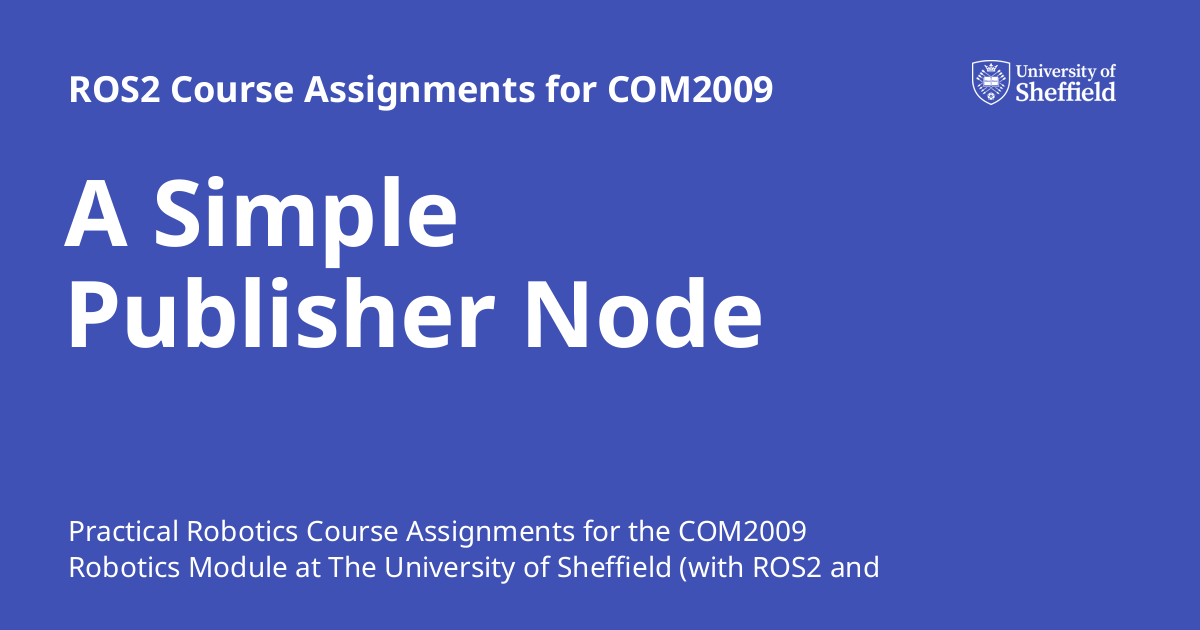 ROS2 Course Assignments for COM2009
University of
Sheffield
A Simple
Publisher Node
Practical Robotics Course Assignments for the COM2009
Robotics Module at The University of Sheffield (with ROS2 and